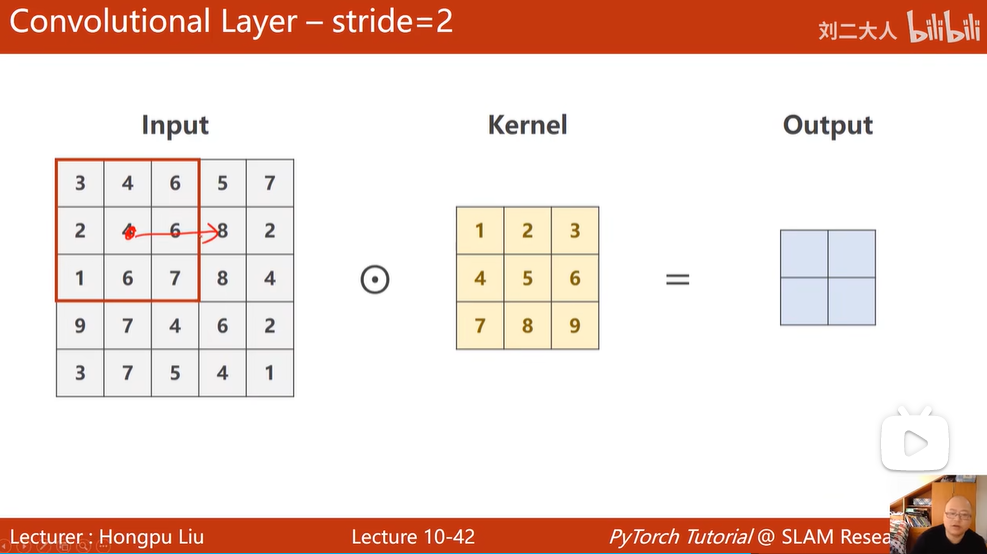 Convolutional Layer – stride=2
刘二大人 bilibili
Input Kernel Output
3 4 6 5 7
2 4 6 8 2
1 6 7 8 4
9 7 4 6 2
3 7 5 4 1
⊙
1 2 3
4 5 6
7 8 9
=
Lecturer : Hongpu Liu Lecture 10-42 PyTorch Tutorial @ SLAM Resea